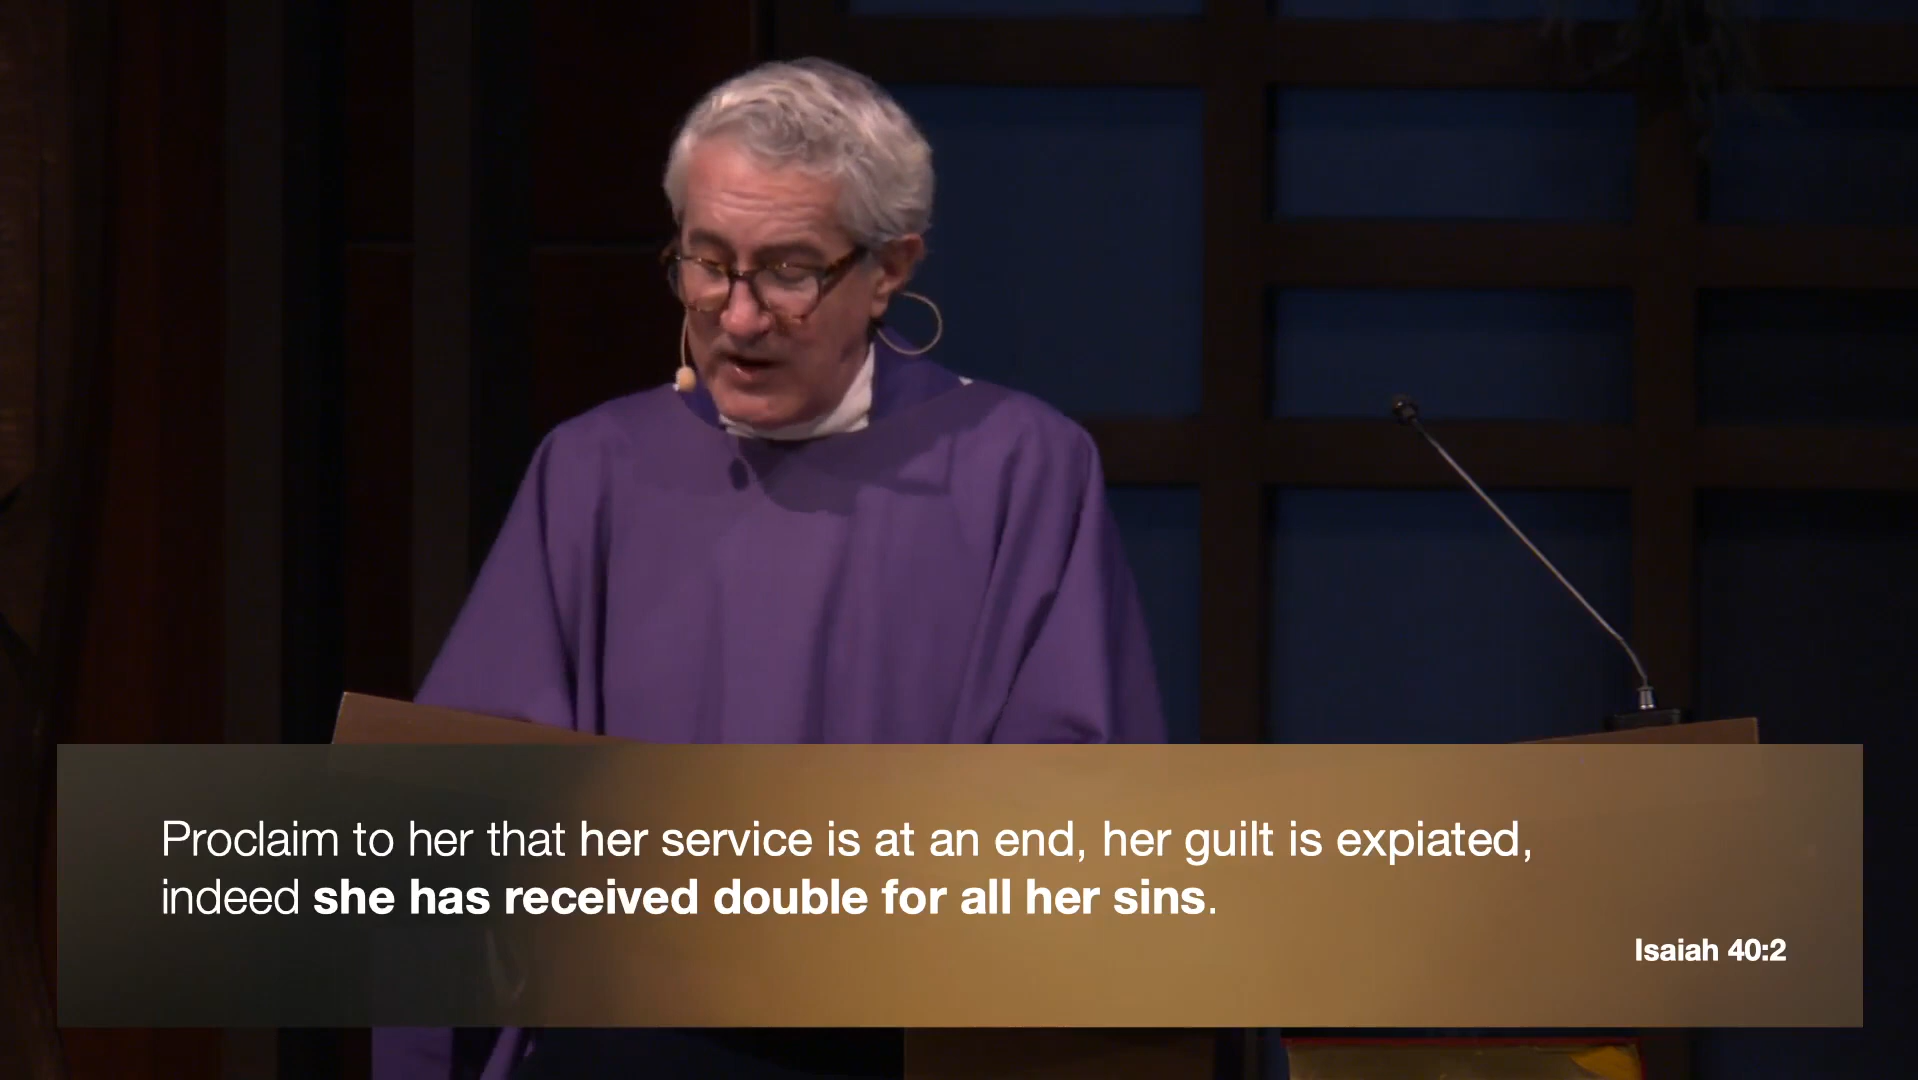 Proclaim to her that her service is at an end, her guilt is expiated,
indeed she has received double for all her sins.
Isaiah 40:2